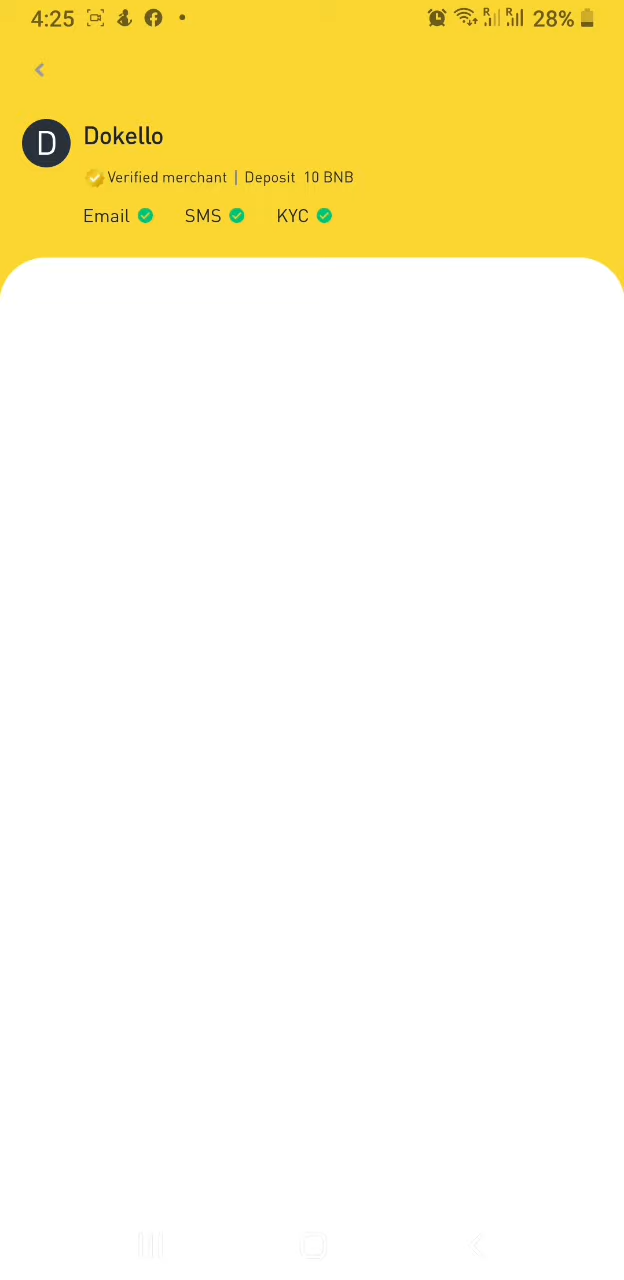 4:25 R R 28%
D
Dokello
Verified merchant | Deposit 10 BNB
Email SMS KYC